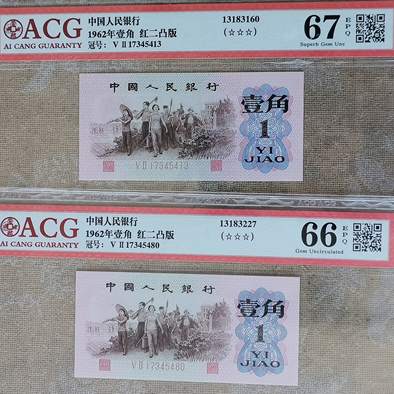 ACG
AI CANG GUARANTY
中国人民银行
1962年壹角 红二凸版
冠号：V II 17345413
13183160
(☆☆☆)
67
EPQ
Superb Gem Unc
中國人民銀行
壹角
1
YI
JIAO
V II 17345413
ACG
AI CANG GUARANTY
中国人民银行
1962年壹角 红二凸版
冠号：V II 17345480
13183227
(☆☆☆)
66
EPQ
Gem Uncirculated
中國人民銀行
壹角
1
YI
JIAO
V II 17345480